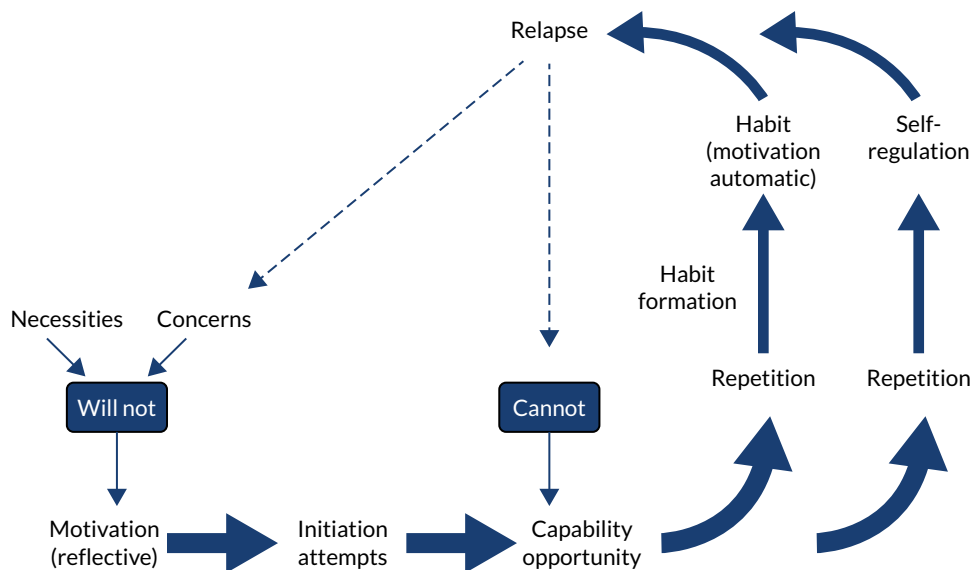 Relapse
Habit
(motivation
automatic)
Self-
regulation
Habit
formation
Necessities
Concerns
Repetition
Repetition
Will not
Cannot
Motivation
(reflective)
Initiation
attempts
Capability
opportunity